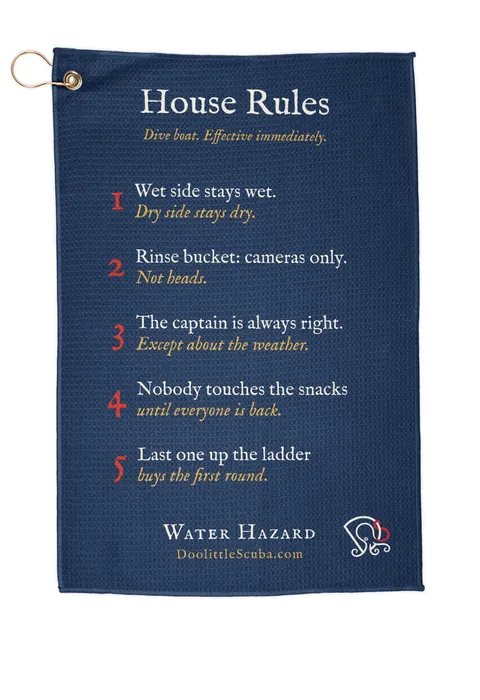 House Rules
Dive boat. Effective immediately.
1 Wet side stays wet.
Dry side stays dry.
2 Rinse bucket: cameras only.
Not heads.
3 The captain is always right.
Except about the weather.
4 Nobody touches the snacks
until everyone is back.
5 Last one up the ladder
buys the first round.
Water Hazard
DoolittleScuba.com